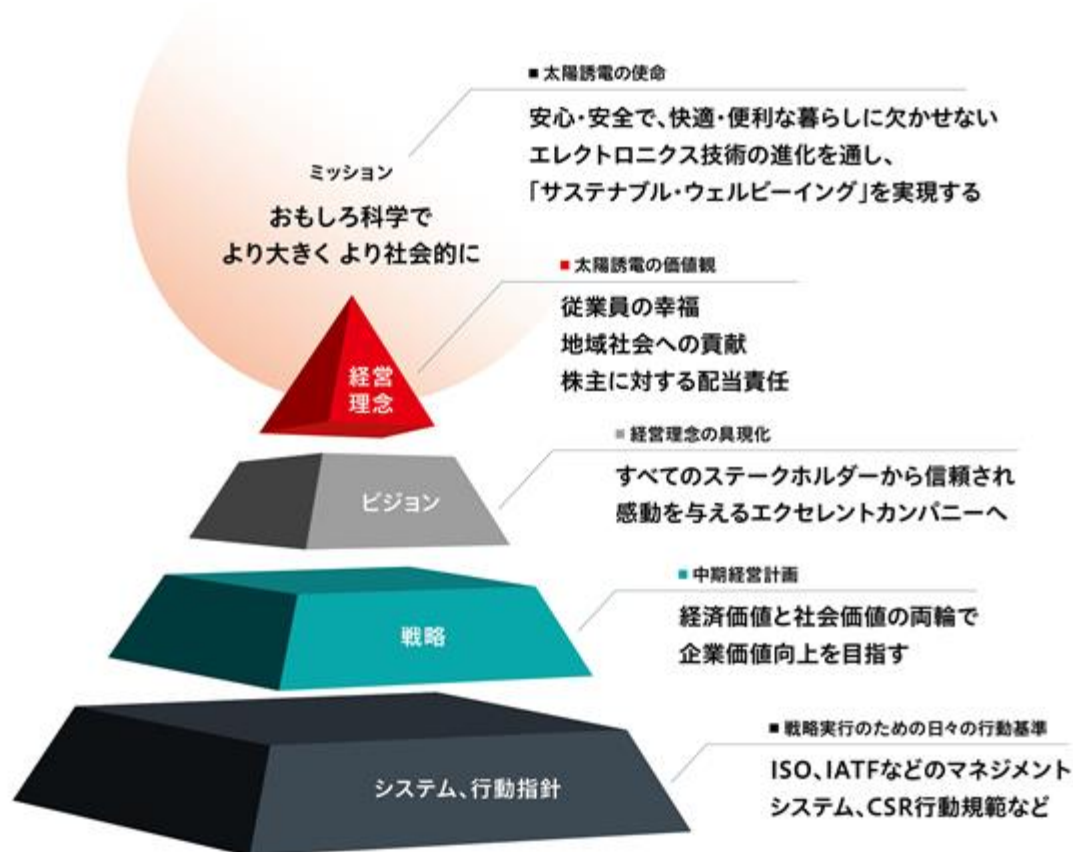 ■太陽誘電の使命
安心・安全で、快適・便利な暮らしに欠かせない
エレクトロニクス技術の進化を通し、
「サステナブル・ウェルビーイング」を実現する
ミッション
おもしろ科学で
より大きく より社会的に
■太陽誘電の価値観
従業員の幸福
地域社会への貢献
株主に対する配当責任
経営
理念
■経営理念の具現化
すべてのステークホルダーから信頼され
感動を与えるエクセレントカンパニーへ
ビジョン
■中期経営計画
経済価値と社会価値の両輪で
企業価値向上を目指す
戦略
■戦略実行のための日々の行動基準
ISO、IATFなどのマネジメント
システム、CSR行動規範など
システム、行動指針